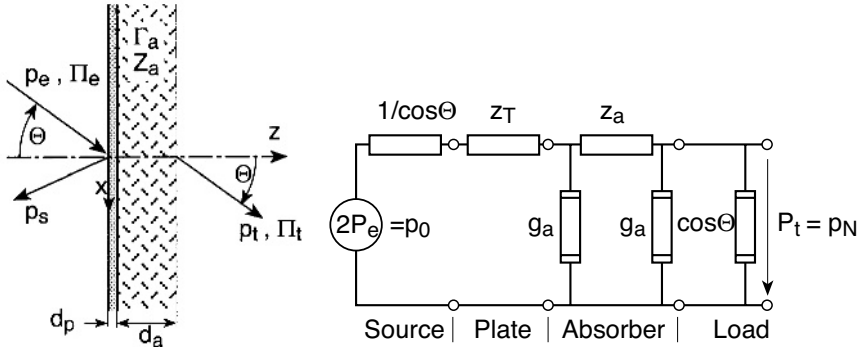 Γa
Za
pe , Πe
Θ
z
Θ
x
ps
pt , Πt
dp
da
1/cosΘ
zT
za
2Pe =p0
ga
ga
cosΘ
Pt = pN
Source | Plate | Absorber | Load